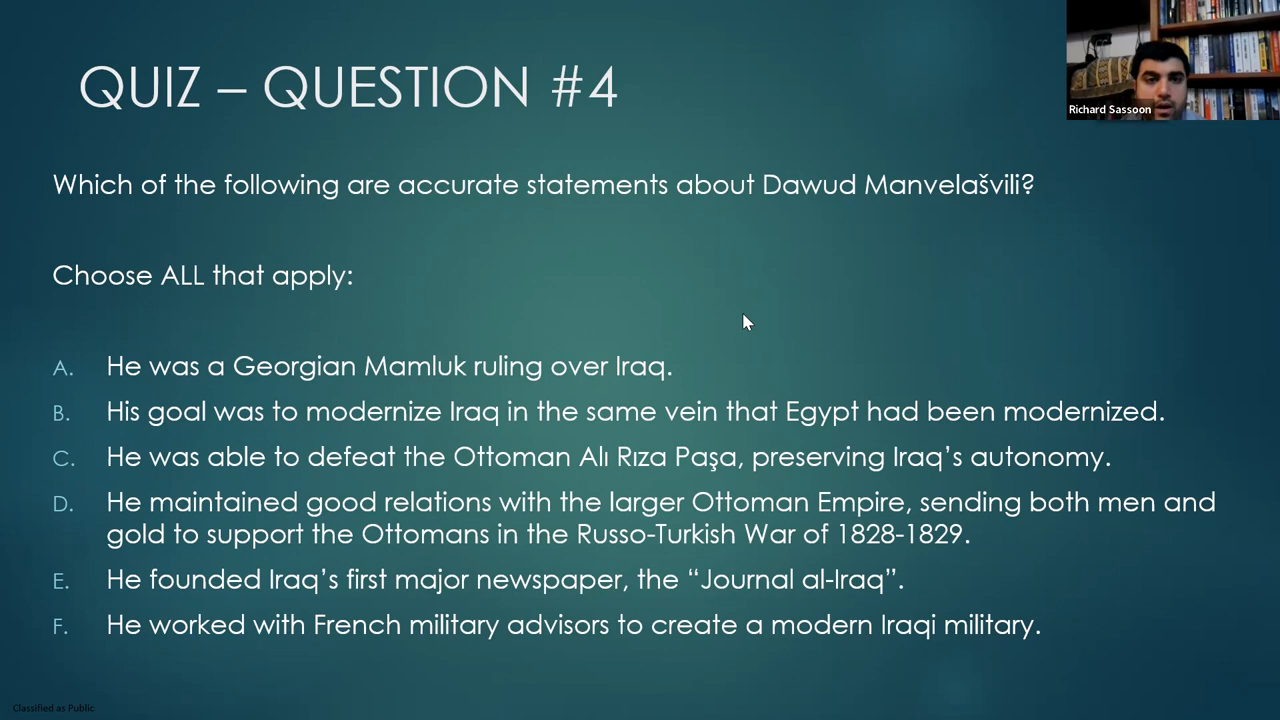 QUIZ – QUESTION #4
Richard Sassoon
Which of the following are accurate statements about Dawud Manvelašvili?
Choose ALL that apply:
A. He was a Georgian Mamluk ruling over Iraq.
B. His goal was to modernize Iraq in the same vein that Egypt had been modernized.
C. He was able to defeat the Ottoman Alı Rıza Paşa, preserving Iraq’s autonomy.
D. He maintained good relations with the larger Ottoman Empire, sending both men and
gold to support the Ottomans in the Russo-Turkish War of 1828-1829.
E. He founded Iraq’s first major newspaper, the “Journal al-Iraq”.
F. He worked with French military advisors to create a modern Iraqi military.
Classified as Public